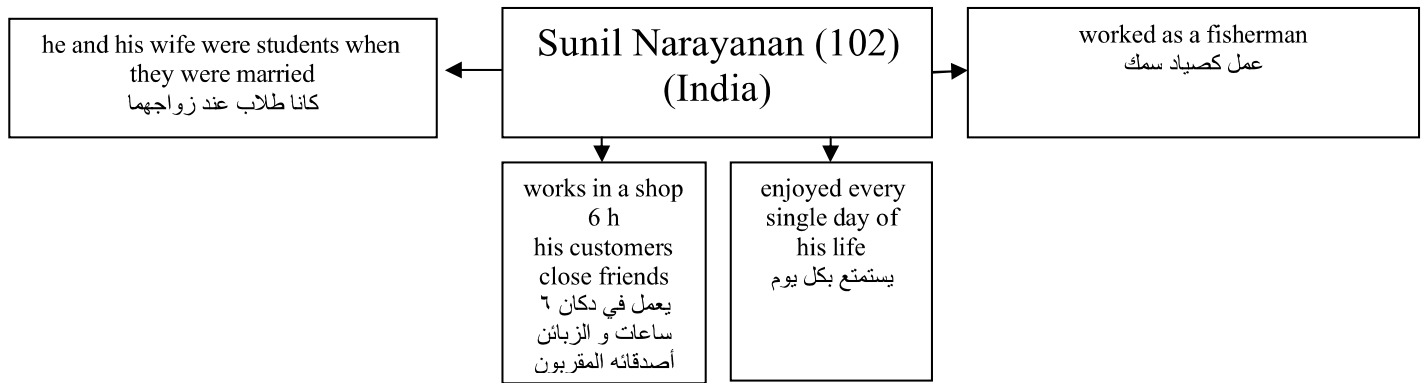 Sunil Narayanan (102)
(India)
he and his wife were students when
they were married
كانا طلاب عند زواجهما
worked as a fisherman
عمل كصياد سمك
works in a shop
6 h
his customers
close friends
يعمل في دكان ٦
ساعات و الزبائن
أصدقائه المقربون
enjoyed every
single day of
his life
يستمتع بكل يوم